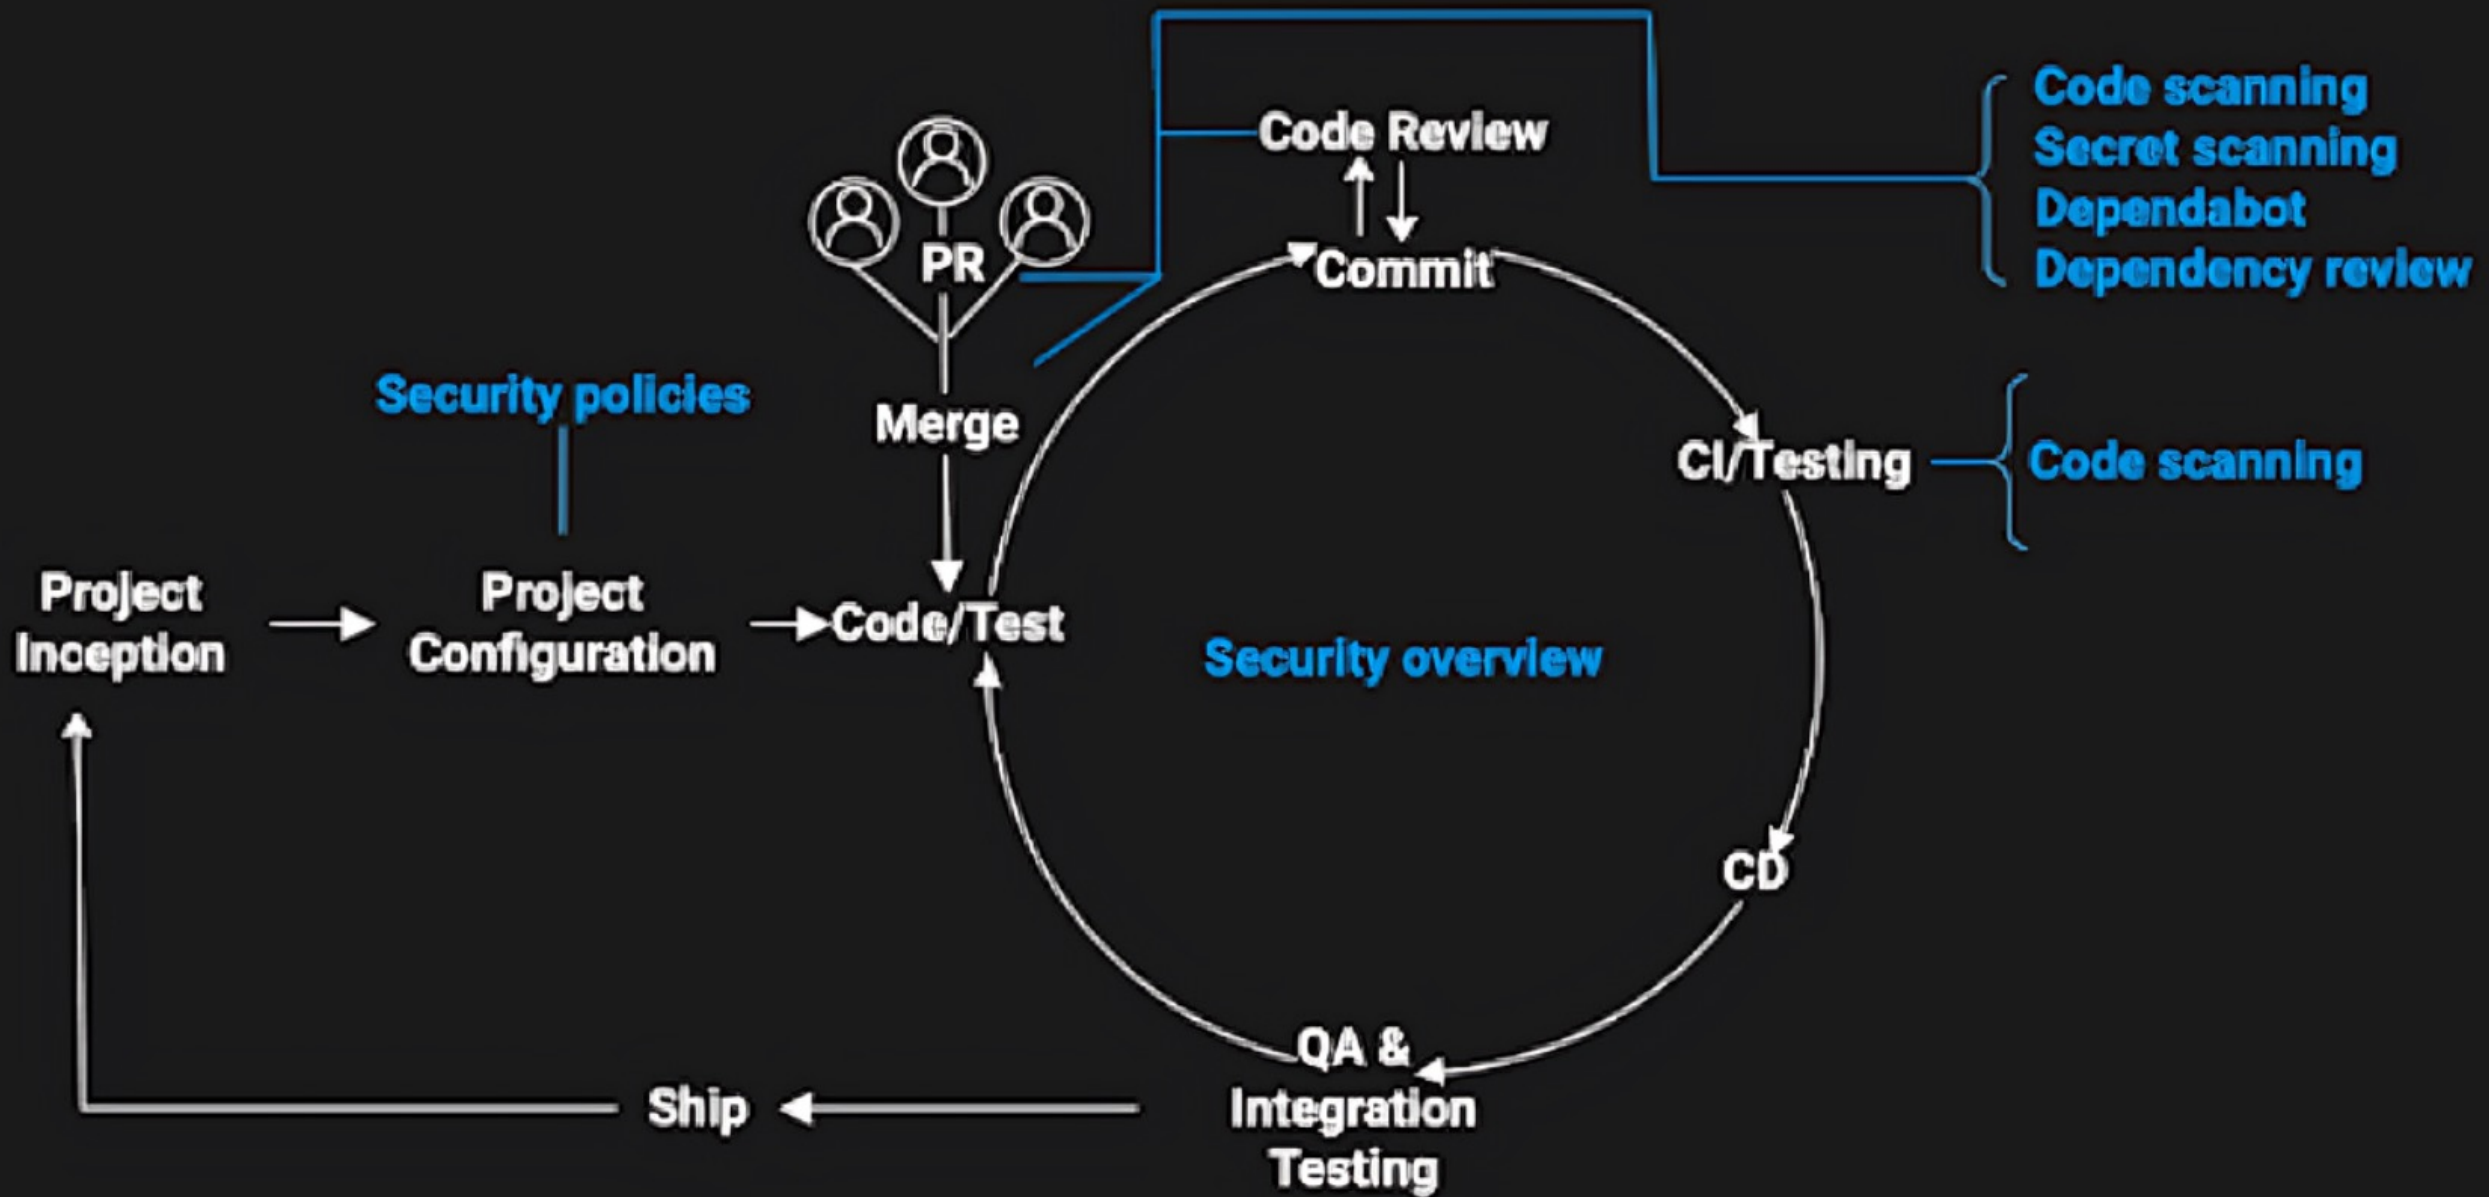 Code scanning
Secret scanning
Dependabot
Dependency review
Code Review
PR
Commit
Security policies
Merge
CI/Testing
Code scanning
Project
Inception
Project
Configuration
Code/Test
Security overview
CD
QA &
Integration
Testing
Ship